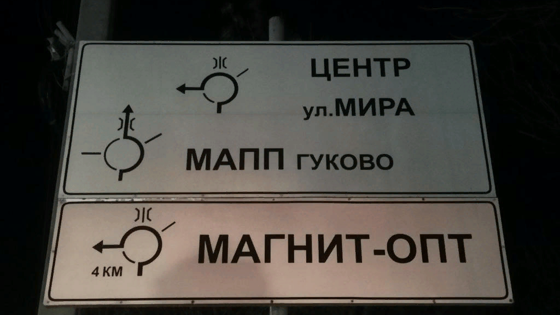 ЦЕНТР
ул.МИРА
МАПП ГУКОВО
МАГНИТ-ОПТ
4 КМ